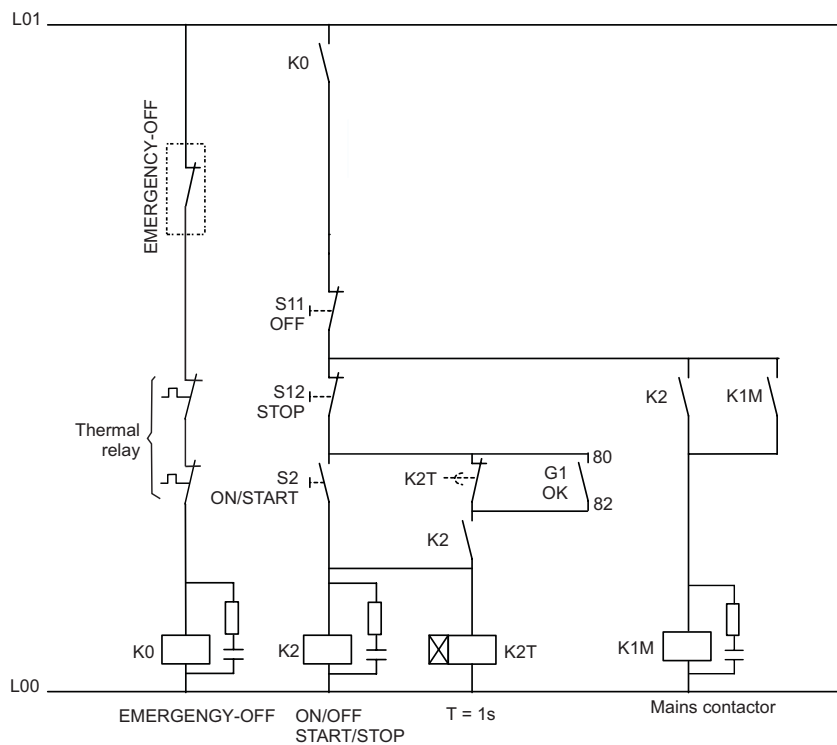 L01
K0
EMERGENCY-OFF
S11
OFF
S12
STOP
K2
K1M
Thermal
relay
S2
ON/START
K2T
G1
OK
80
82
K2
K0
K2
K2T
K1M
L00
EMERGENGY-OFF
ON/OFF
START/STOP
T = 1s
Mains contactor